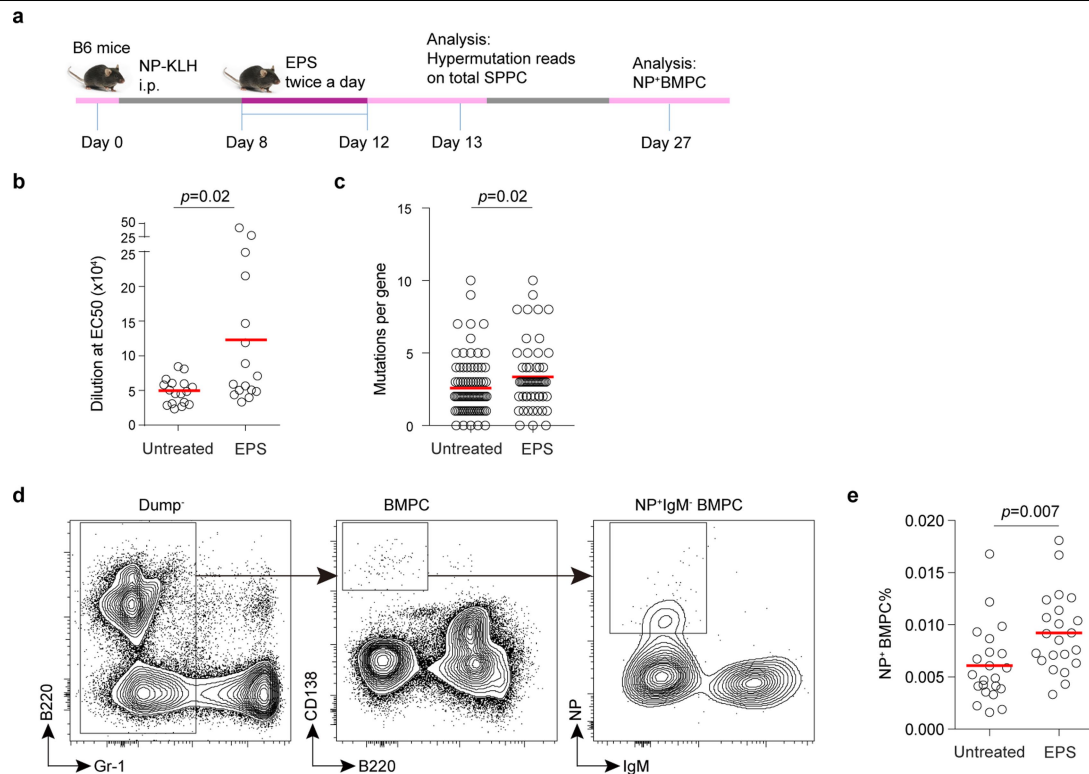 a
B6 mice
NP-KLH
i.p.
EPS
twice a day
Analysis:
Hypermutation reads
on total SPPC
Analysis:
NP⁺BMPC
Day 0
Day 8
Day 12
Day 13
Day 27
b
p=0.02
Dilution at EC50 (x10⁴)
50
25
25
20
15
10
5
0
Untreated
EPS
c
p=0.02
Mutations per gene
15
10
5
0
Untreated
EPS
d
Dump⁻
BMPC
NP⁺IgM⁻ BMPC
B220
Gr-1
CD138
B220
NP
IgM
e
p=0.007
NP⁺ BMPC%
0.020
0.015
0.010
0.005
0.000
Untreated
EPS